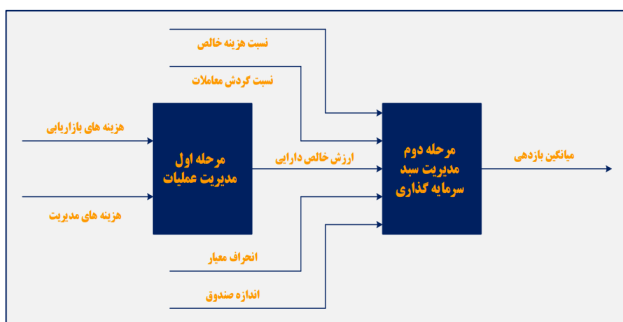 نسبت هزینه خالص
نسبت گردش معاملات
هزینه های بازاریابی
مرحله اول
مدیریت عملیات
ارزش خالص دارایی
مرحله دوم
مدیریت سبد
سرمایه گذاری
میانگین بازدهی
هزینه های مدیریت
انحراف معیار
اندازه صندوق